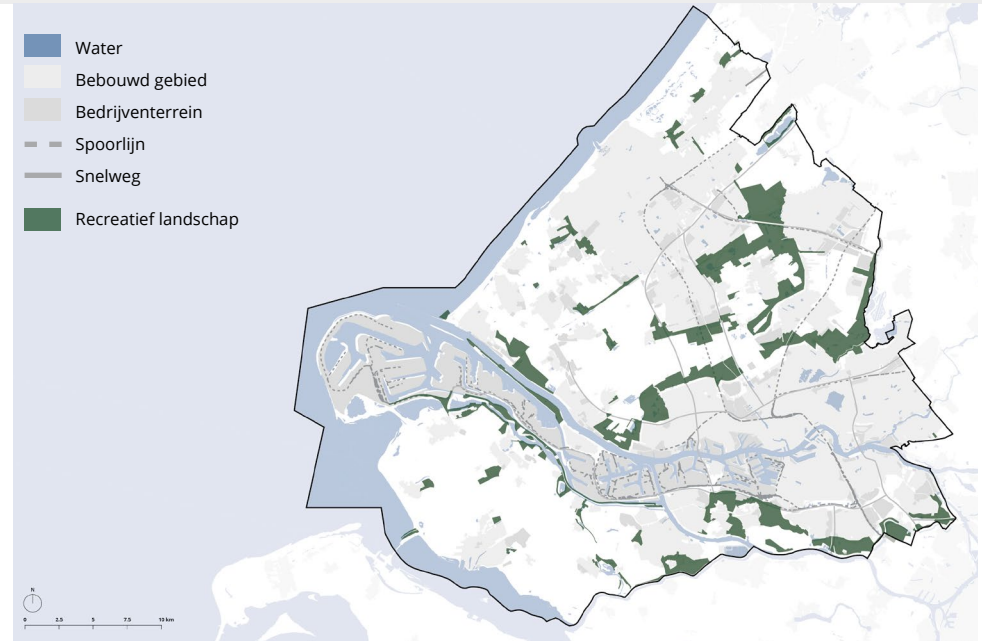 Water
Bebouwd gebied
Bedrijventerrein
Spoorlijn
Snelweg
Recreatief landschap
N
0 2.5 5 7.5 10 km